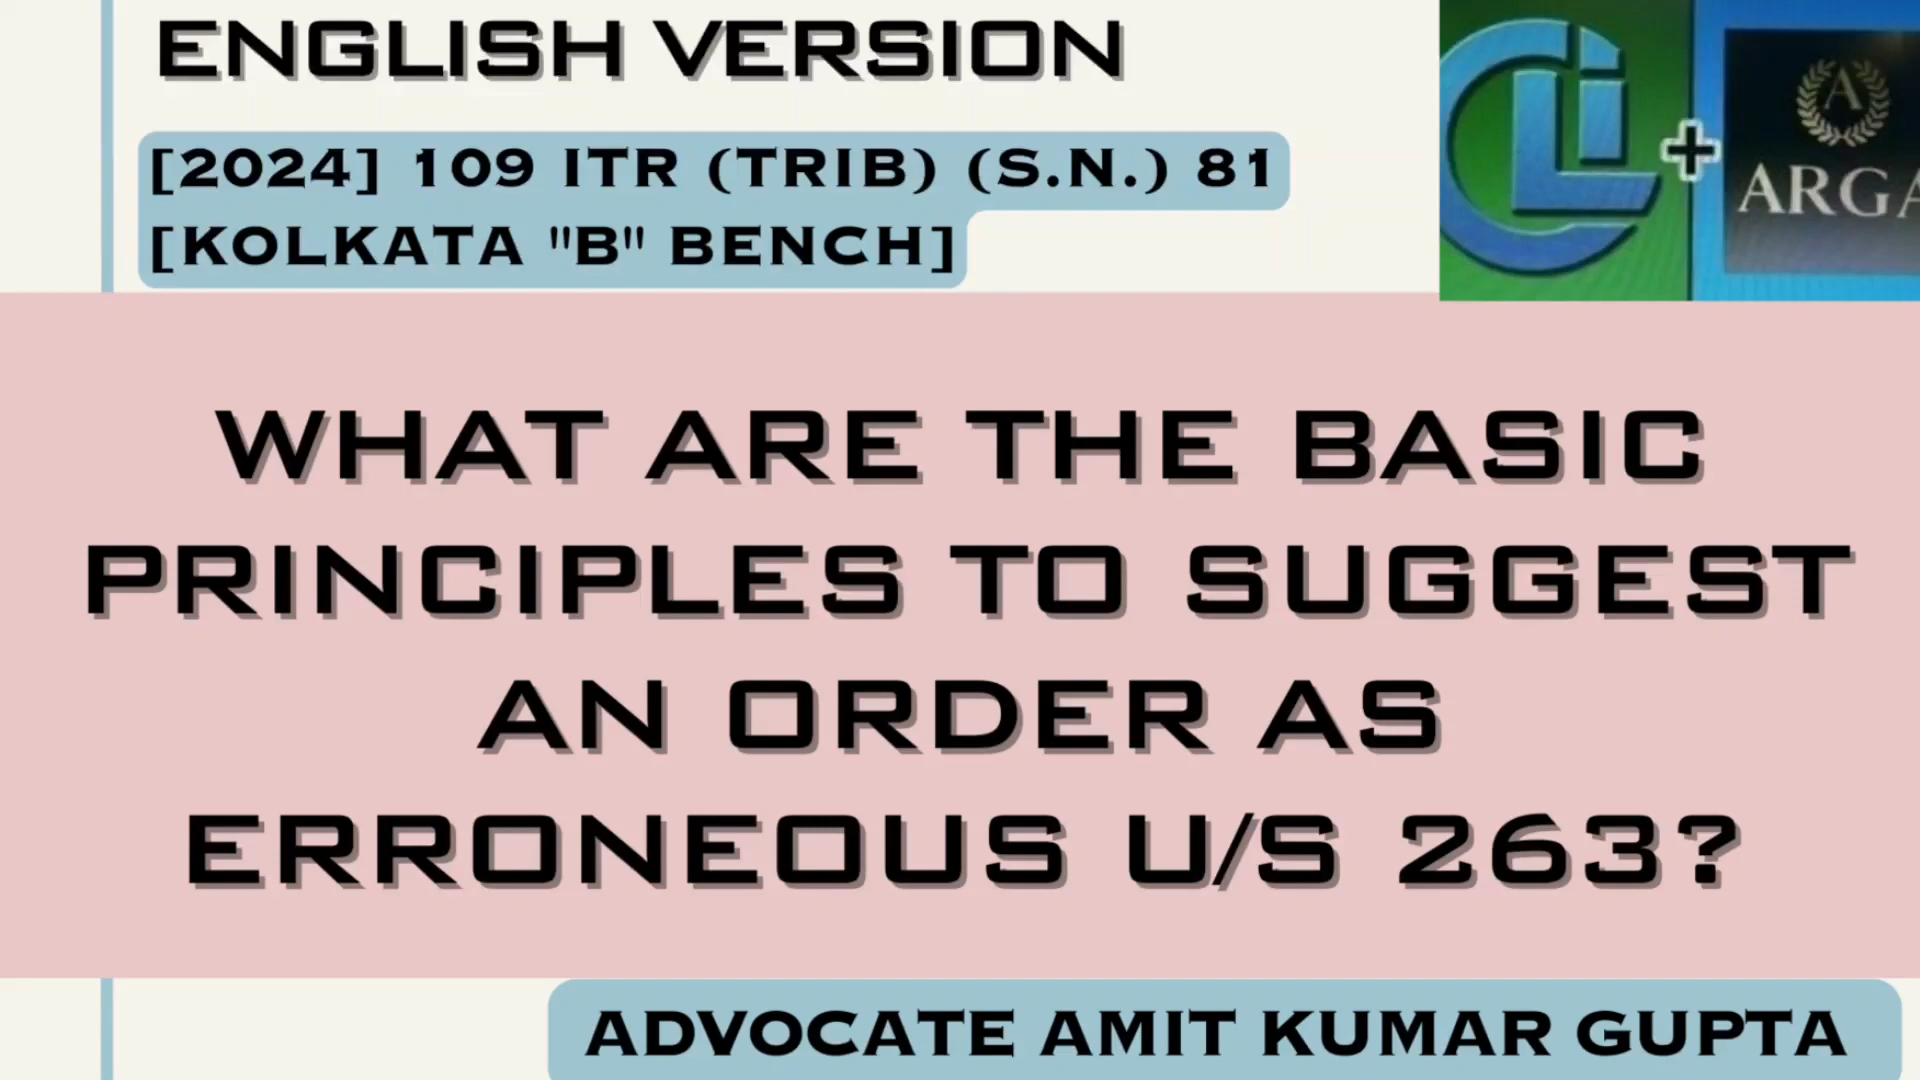 ENGLISH VERSION
[2024] 109 ITR (TRIB) (S.N.) 81
[KOLKATA "B" BENCH]
CLi
+
A
ARGA
WHAT ARE THE BASIC
PRINCIPLES TO SUGGEST
AN ORDER AS
ERRONEOUS U/S 263?
ADVOCATE AMIT KUMAR GUPTA